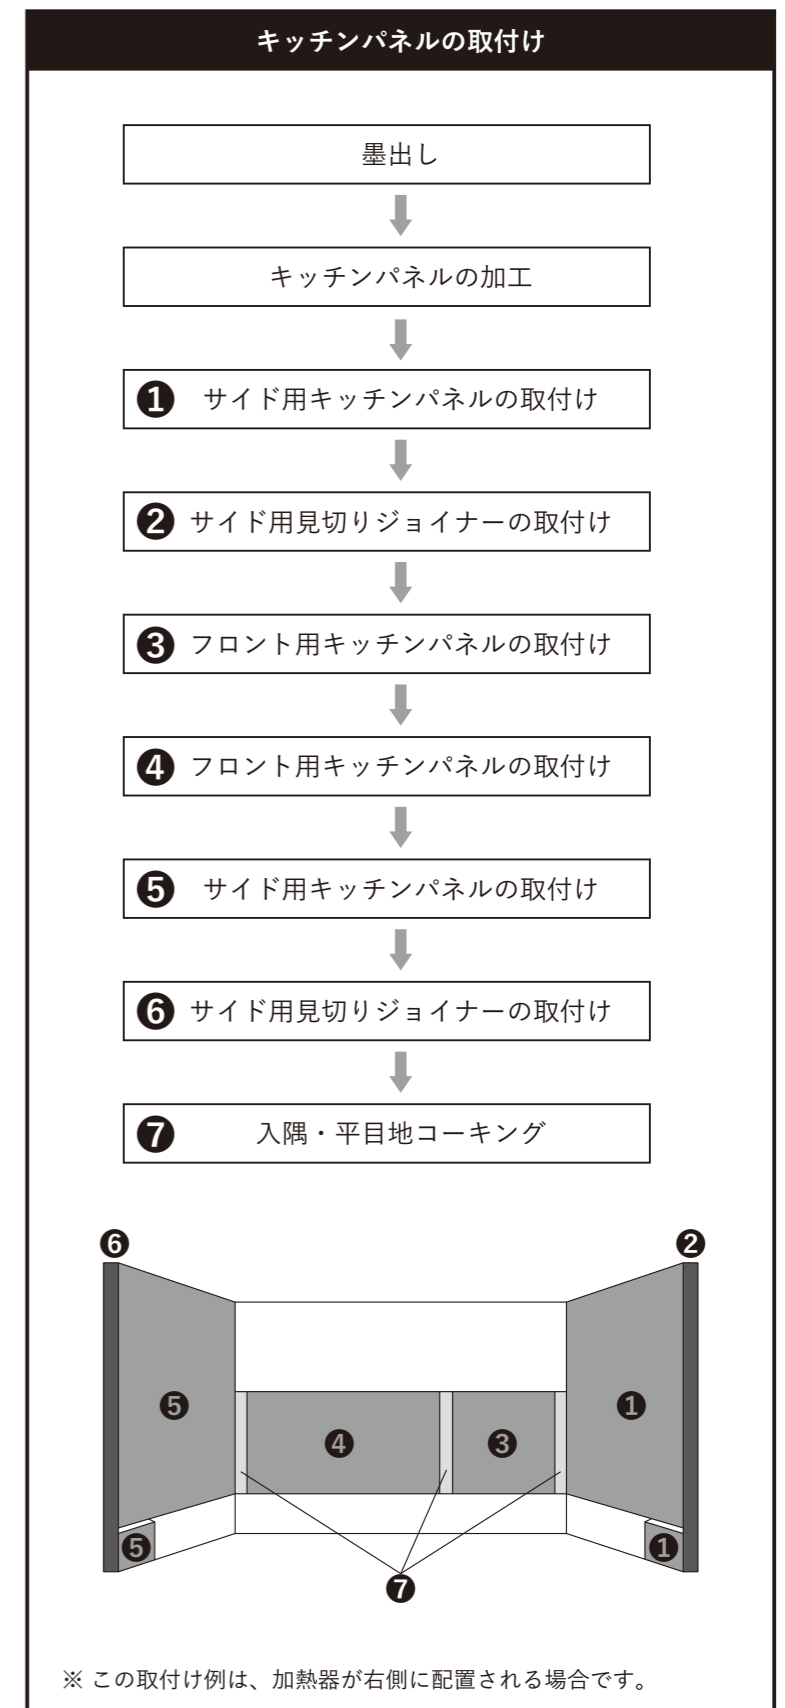 キッチンパネルの取付け
墨出し
キッチンパネルの加工
❶ サイド用キッチンパネルの取付け
❷ サイド用見切りジョイナーの取付け
❸ フロント用キッチンパネルの取付け
❹ フロント用キッチンパネルの取付け
❺ サイド用キッチンパネルの取付け
❻ サイド用見切りジョイナーの取付け
❼ 入隅・平目地コーキング
❻ ❷
❺ ❹ ❸ ❶
❺ ❶
❼
※ この取付け例は、加熱器が右側に配置される場合です。